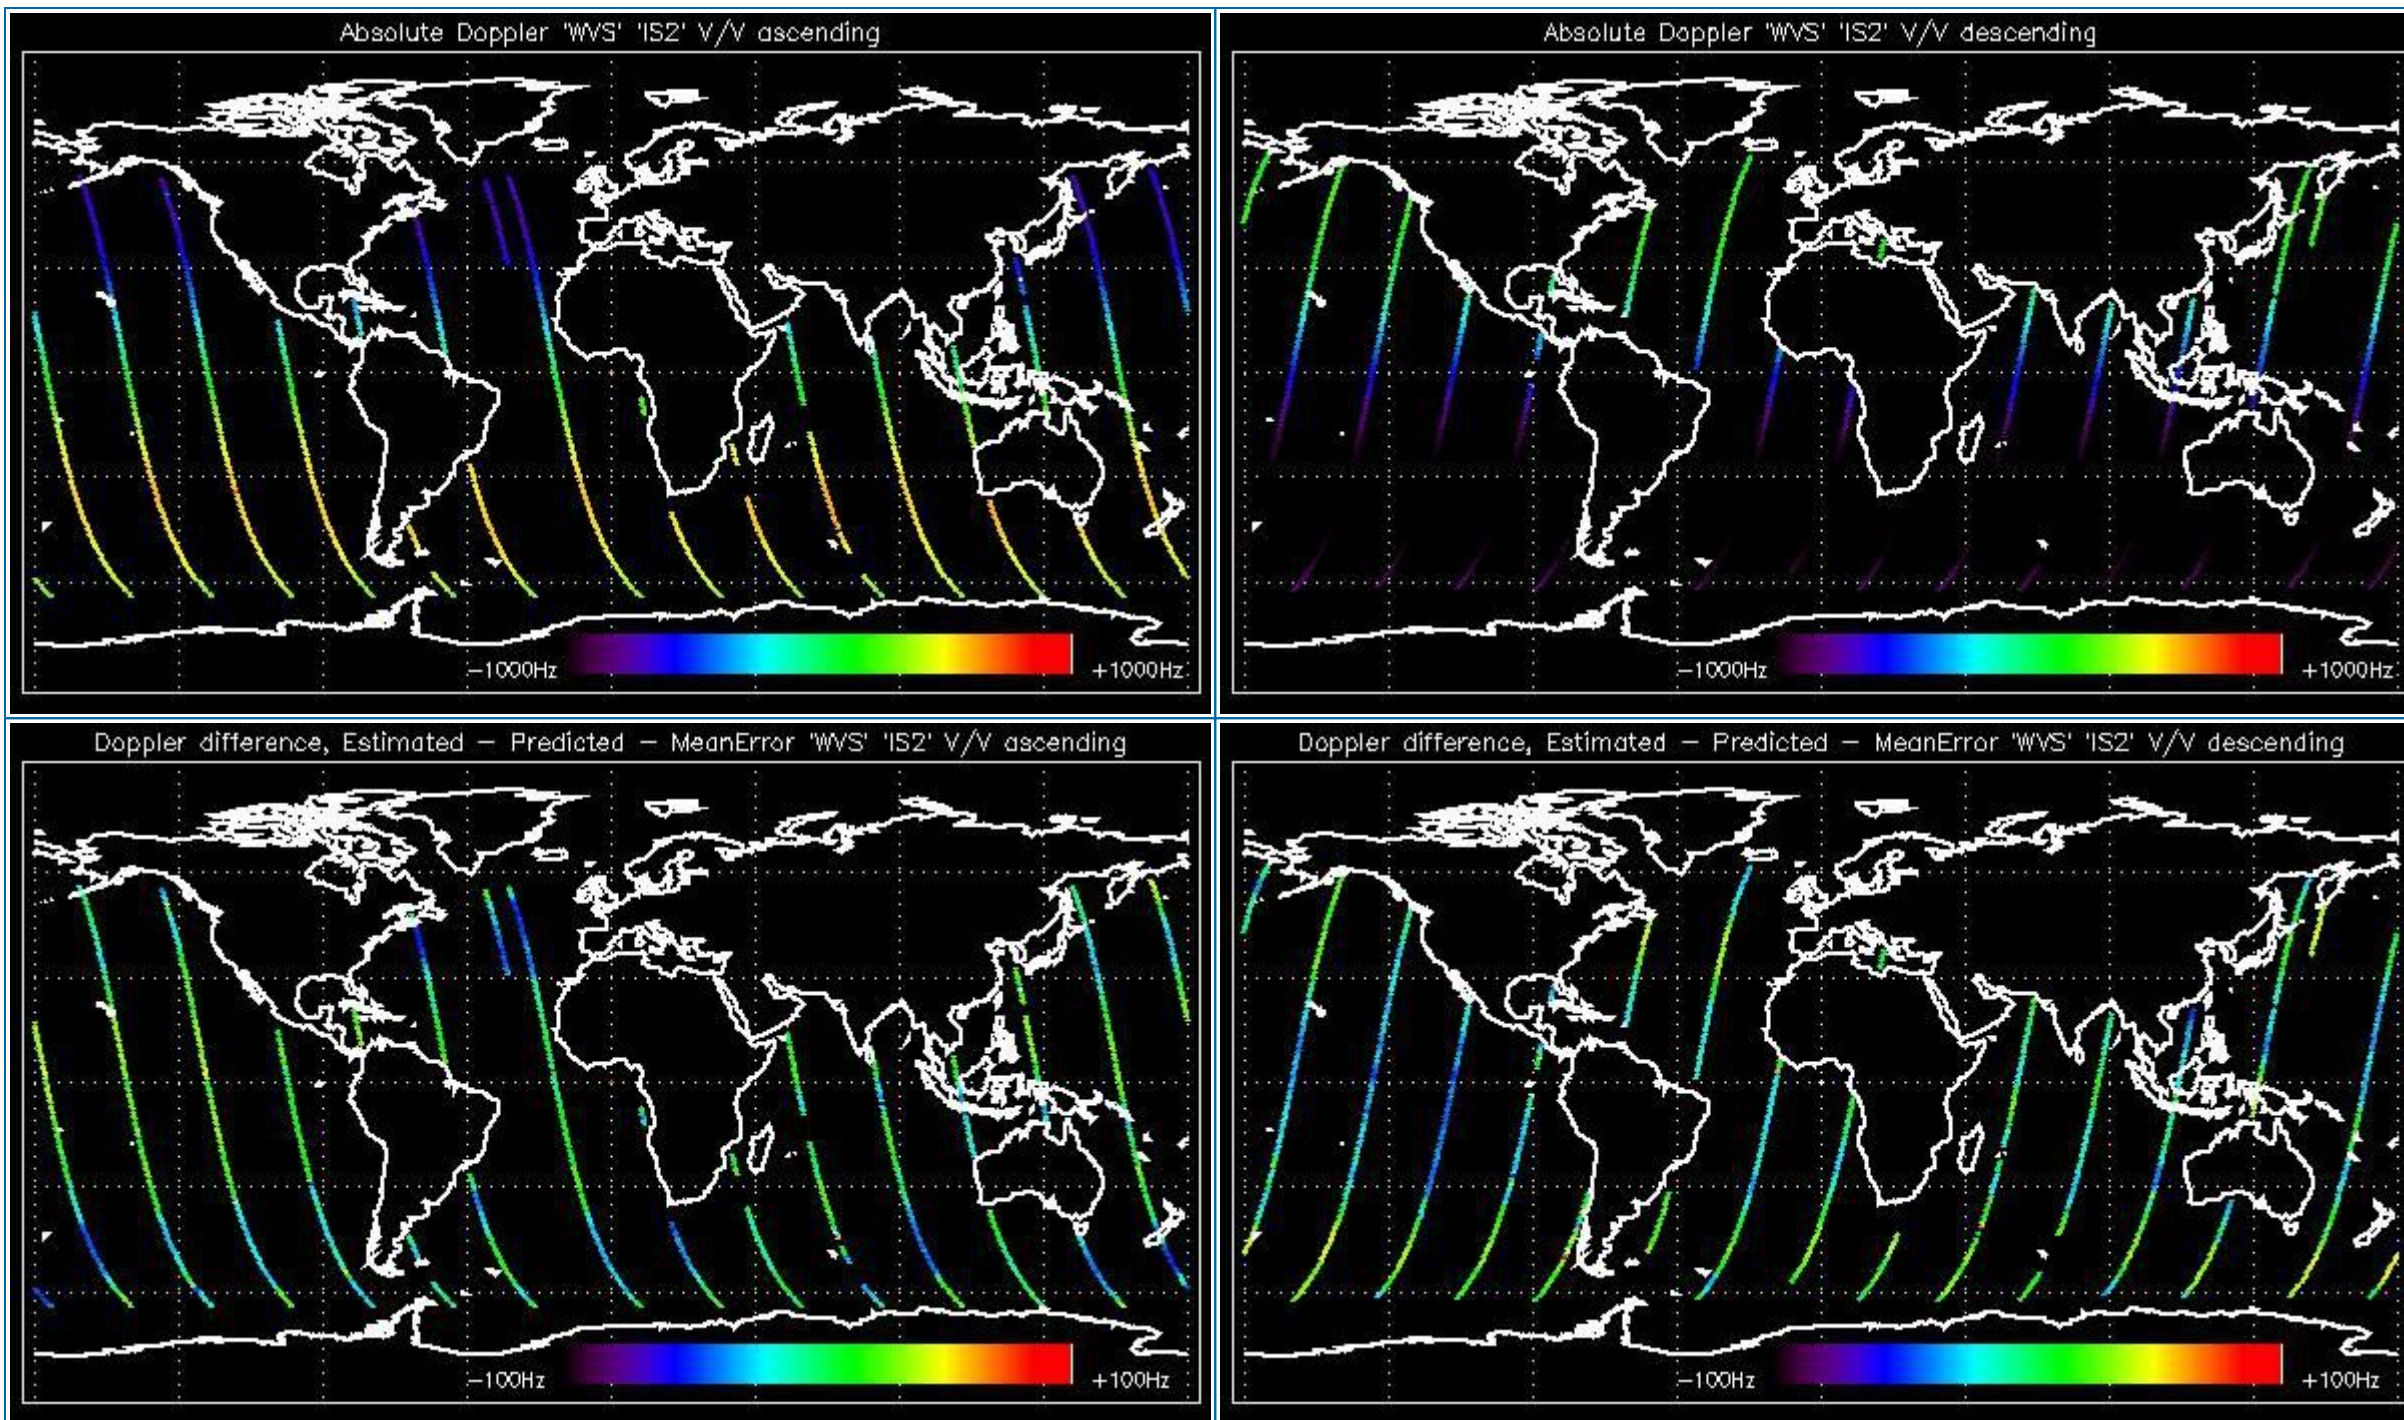 Absolute Doppler 'WVS' 'IS2' V/V ascending
−1000Hz
+1000Hz
Absolute Doppler 'WVS' 'IS2' V/V descending
−1000Hz
+1000Hz
Doppler difference, Estimated − Predicted − MeanError 'WVS' 'IS2' V/V ascending
−100Hz
+100Hz
Doppler difference, Estimated − Predicted − MeanError 'WVS' 'IS2' V/V descending
−100Hz
+100Hz